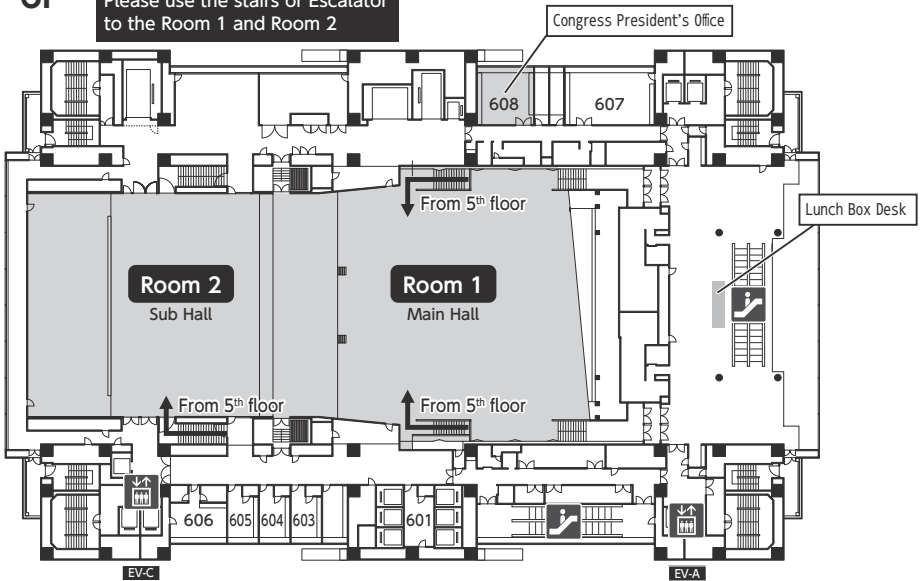 Please use the stairs or Escalator
to the Room 1 and Room 2
Congress President's Office
608
607
From 5th floor
Lunch Box Desk
Room 2
Sub Hall
Room 1
Main Hall
From 5th floor
From 5th floor
606
605
604
603
601
EV-C
EV-A